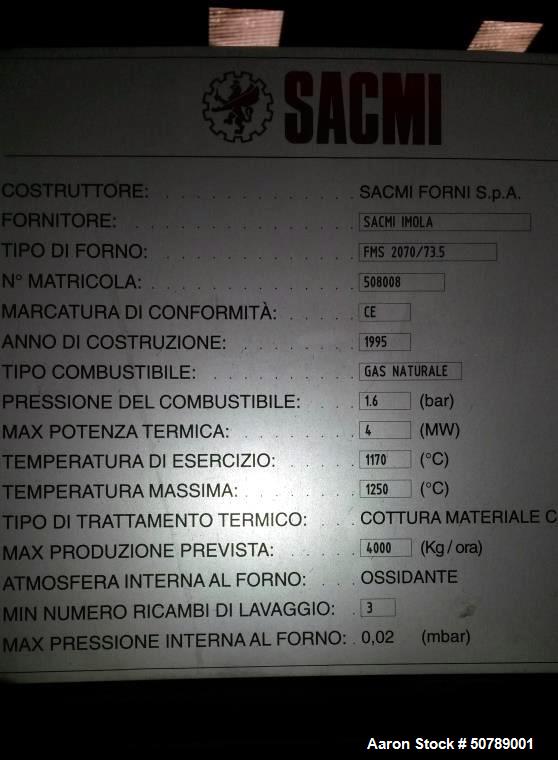 SACMI
COSTRUTTORE: SACMI FORNI S.p.A.
FORNITORE: SACMI IMOLA
TIPO DI FORNO: FMS 2070/73.5
N° MATRICOLA: 508008
MARCATURA DI CONFORMITÀ: CE
ANNO DI COSTRUZIONE: 1995
TIPO COMBUSTIBILE: GAS NATURALE
PRESSIONE DEL COMBUSTIBILE: 1.6 (bar)
MAX POTENZA TERMICA: 4 (MW)
TEMPERATURA DI ESERCIZIO: 1170 (°C)
TEMPERATURA MASSIMA: 1250 (°C)
TIPO DI TRATTAMENTO TERMICO: COTTURA MATERIALE C
MAX PRODUZIONE PREVISTA: 4000 (Kg/ora)
ATMOSFERA INTERNA AL FORNO: OSSIDANTE
MIN NUMERO RICAMBI DI LAVAGGIO: 3
MAX PRESSIONE INTERNA AL FORNO: 0,02 (mbar)
Aaron Stock # 50789001